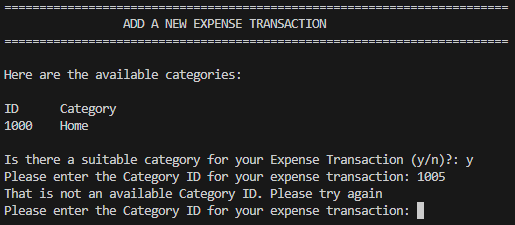 ========================================================================
ADD A NEW EXPENSE TRANSACTION
========================================================================
Here are the available categories:
ID Category
1000 Home
Is there a suitable category for your Expense Transaction (y/n)?: y
Please enter the Category ID for your expense transaction: 1005
That is not an available Category ID. Please try again
Please enter the Category ID for your expense transaction: